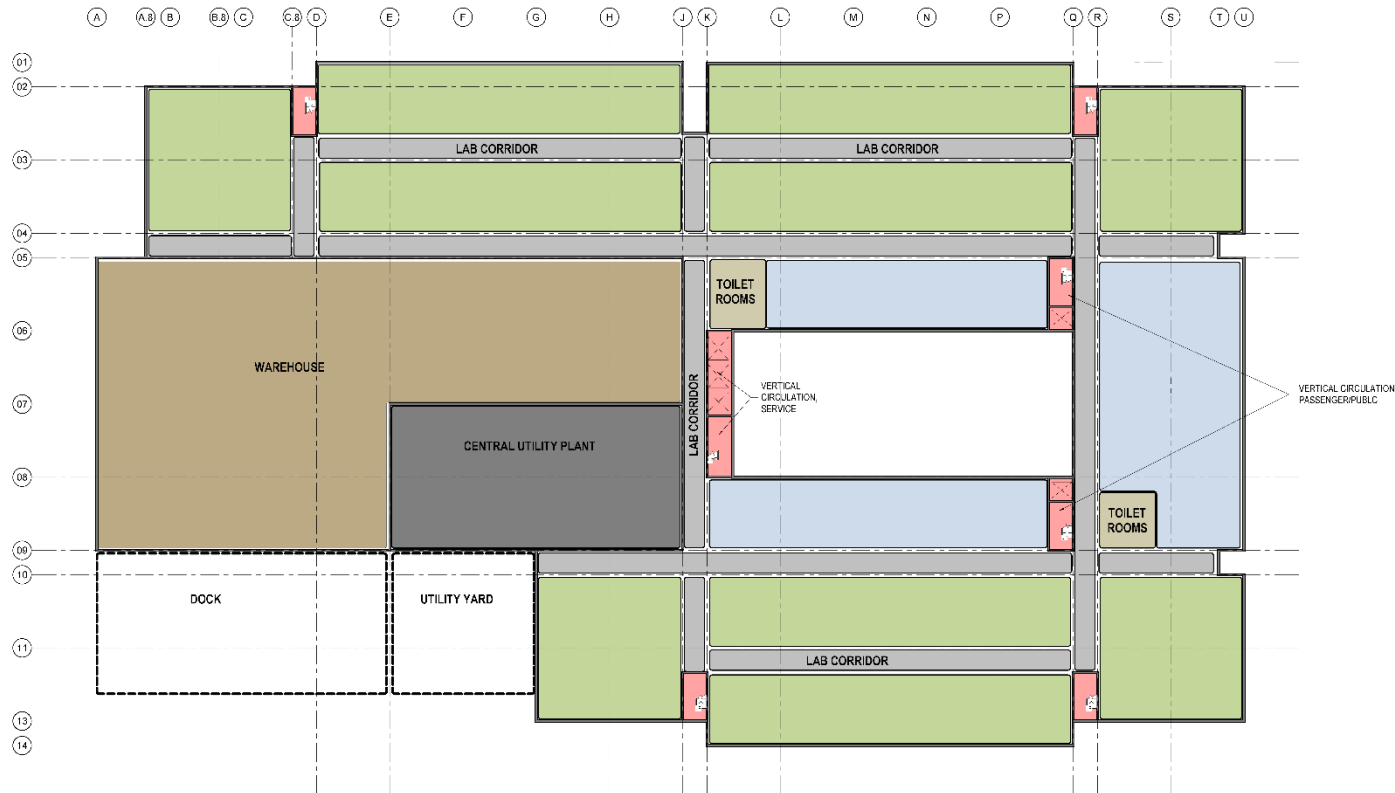 A A.8 B B.8 C C.8 D E F G H J K L M N P Q R S T U
01
02
LAB CORRIDOR LAB CORRIDOR
03
04
05
TOILET
ROOMS
06
WAREHOUSE
VERTICAL
CIRCULATION,
SERVICE
VERTICAL CIRCULATION
PASSENGER/PUBLC
07
LAB CORRIDOR
CENTRAL UTILITY PLANT
08
TOILET
ROOMS
09
10
DOCK UTILITY YARD
11
LAB CORRIDOR
13
14